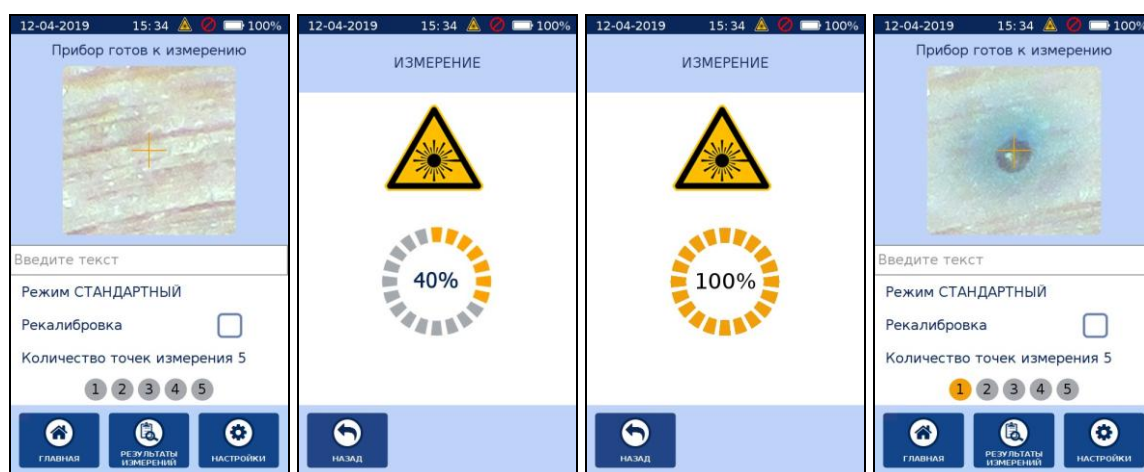 12-04-2019 15:34 100%
Прибор готов к измерению
Введите текст
Режим СТАНДАРТНЫЙ
Рекалибровка
Количество точек измерения 5
1 2 3 4 5
ГЛАВНАЯ
РЕЗУЛЬТАТЫ ИЗМЕРЕНИЙ
НАСТРОЙКИ
12-04-2019 15:34 100%
ИЗМЕРЕНИЕ
40%
НАЗАД
12-04-2019 15:34 100%
ИЗМЕРЕНИЕ
100%
НАЗАД
12-04-2019 15:34 100%
Прибор готов к измерению
Введите текст
Режим СТАНДАРТНЫЙ
Рекалибровка
Количество точек измерения 5
1 2 3 4 5
ГЛАВНАЯ
РЕЗУЛЬТАТЫ
ИЗМЕРЕНИЙ
НАСТРОЙКИ